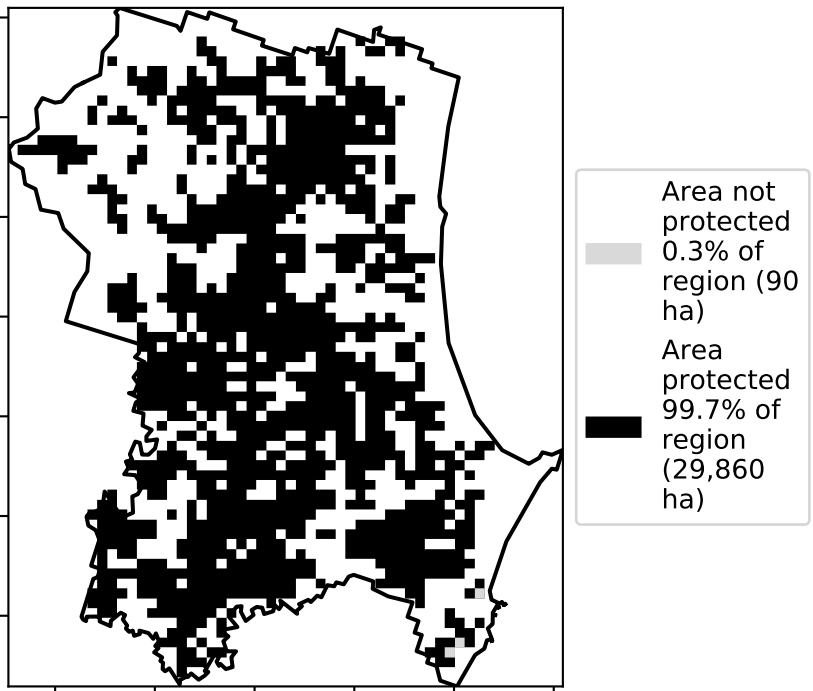 Area not
protected
0.3% of
region (90
ha)
Area
protected
99.7% of
region
(29,860
ha)